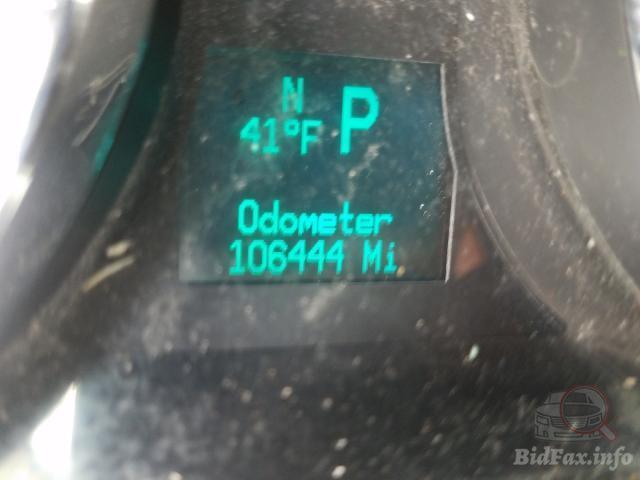 N
41°F P
Odometer
106444 Mi
BidFax.info